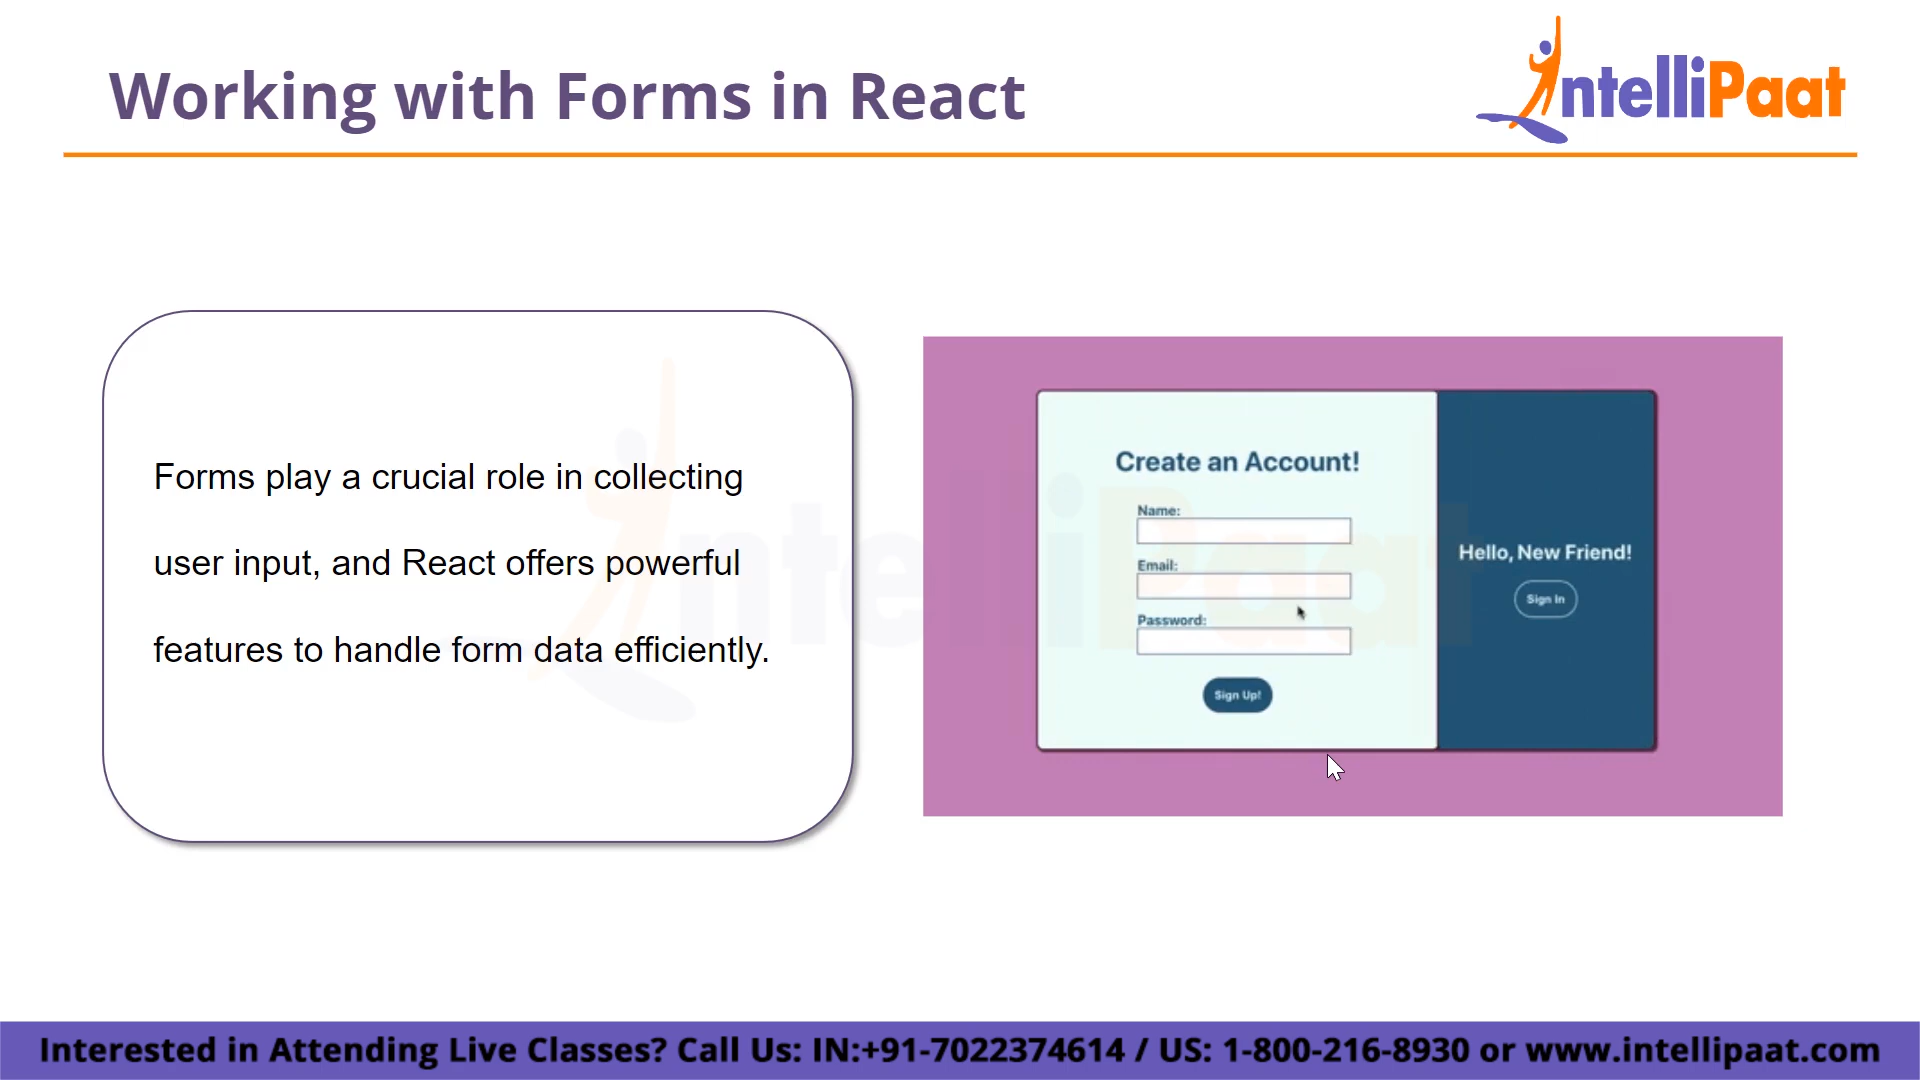 Working with Forms in React
IntelliPaat
Forms play a crucial role in collecting
user input, and React offers powerful
features to handle form data efficiently.
Create an Account!
Name:
Email:
Password:
Sign Up!
Hello, New Friend!
Sign In
IntelliPaat
Interested in Attending Live Classes? Call Us: IN:+91-7022374614 / US: 1-800-216-8930 or www.intellipaat.com